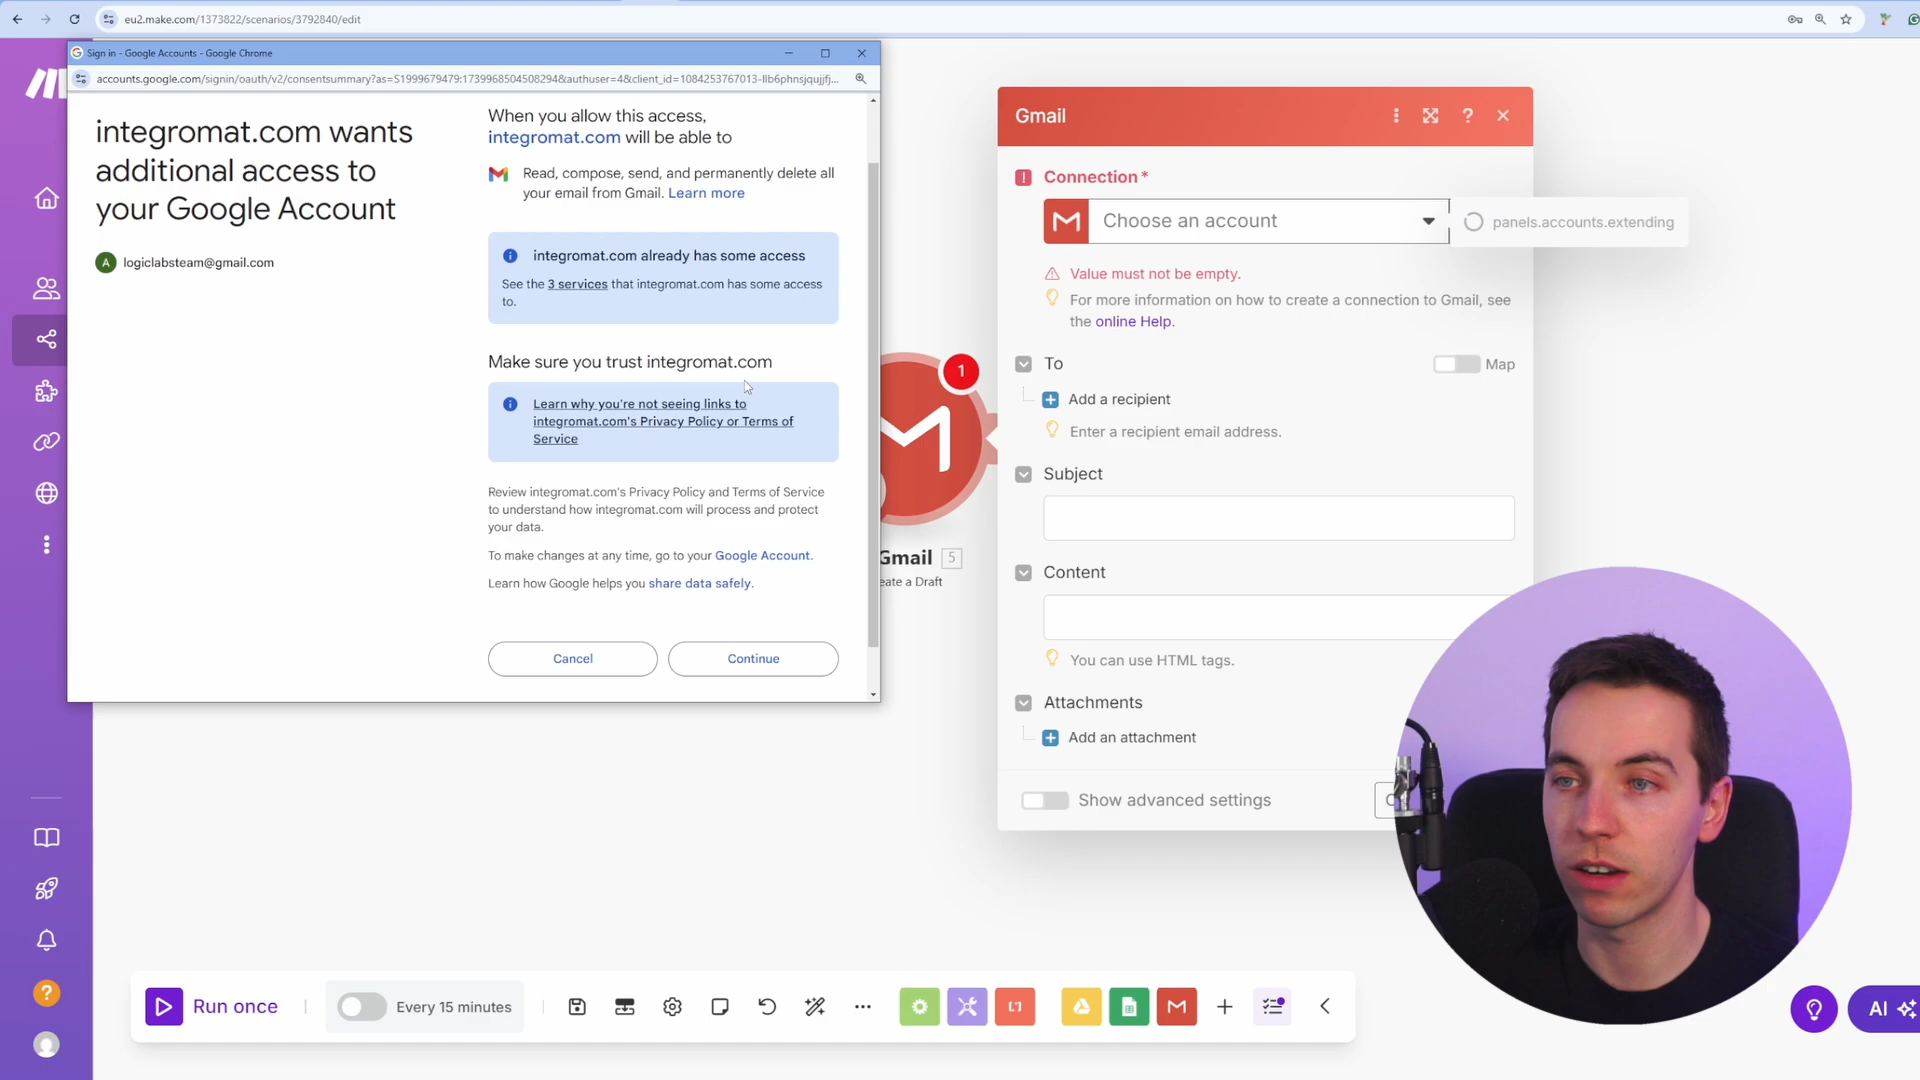 eu2.make.com/1373822/scenarios/3792840/edit
Sign in - Google Accounts - Google Chrome
accounts.google.com/signin/oauth/v2/consentsummary?as=S1999679479:1739968504508294&authuser=4&client_id=1084253767013-llb6phnsjqujjfj...
integromat.com wants
additional access to
your Google Account
A logiclabsteam@gmail.com
When you allow this access,
integromat.com will be able to
Read, compose, send, and permanently delete all
your email from Gmail. Learn more
integromat.com already has some access
See the 3 services that integromat.com has some access
to.
Make sure you trust integromat.com
Learn why you're not seeing links to
integromat.com's Privacy Policy or Terms of
Service
Review integromat.com's Privacy Policy and Terms of Service
to understand how integromat.com will process and protect
your data.
To make changes at any time, go to your Google Account.
Learn how Google helps you share data safely.
Cancel
Continue
1
Gmail 5
eate a Draft
Gmail
Connection *
Choose an account
panels.accounts.extending
Value must not be empty.
For more information on how to create a connection to Gmail, see
the online Help.
To
Map
Add a recipient
Enter a recipient email address.
Subject
Content
You can use HTML tags.
Attachments
Add an attachment
Show advanced settings
Run once
Every 15 minutes
AI